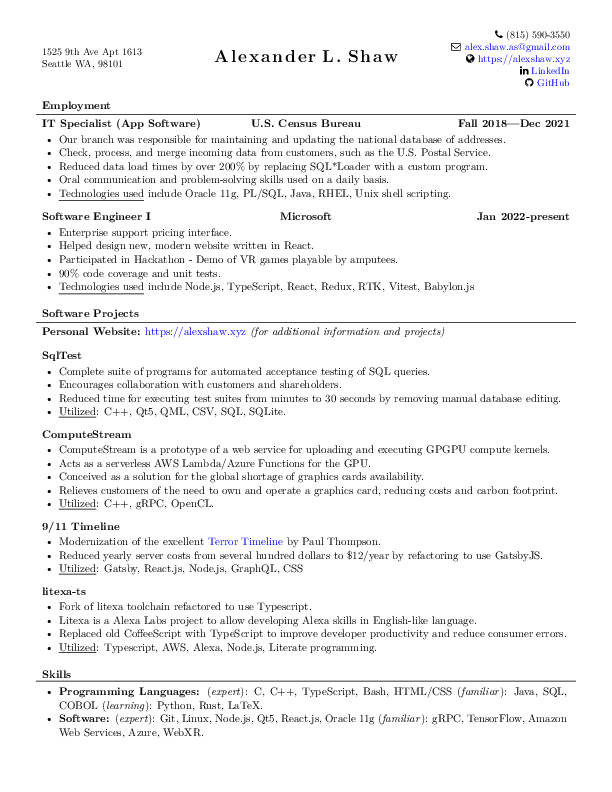 (815) 590-3550
1525 9th Ave Apt 1613
Seattle WA, 98101
Alexander L. Shaw
alex.shaw.as@gmail.com
https://alexshaw.xyz
LinkedIn
GitHub
Employment
IT Specialist (App Software) U.S. Census Bureau Fall 2018—Dec 2021
• Our branch was responsible for maintaining and updating the national database of addresses.
• Check, process, and merge incoming data from customers, such as the U.S. Postal Service.
• Reduced data load times by over 200% by replacing SQL*Loader with a custom program.
• Oral communication and problem-solving skills used on a daily basis.
• Technologies used include Oracle 11g, PL/SQL, Java, RHEL, Unix shell scripting.
Software Engineer I Microsoft Jan 2022-present
• Enterprise support pricing interface.
• Helped design new, modern website written in React.
• Participated in Hackathon - Demo of VR games playable by amputees.
• 90% code coverage and unit tests.
• Technologies used include Node.js, TypeScript, React, Redux, RTK, Vitest, Babylon.js
Software Projects
Personal Website: https://alexshaw.xyz (for additional information and projects)
SqlTest
• Complete suite of programs for automated acceptance testing of SQL queries.
• Encourages collaboration with customers and shareholders.
• Reduced time for executing test suites from minutes to 30 seconds by removing manual database editing.
• Utilized: C++, Qt5, QML, CSV, SQL, SQLite.
ComputeStream
• ComputeStream is a prototype of a web service for uploading and executing GPGPU compute kernels.
• Acts as a serverless AWS Lambda/Azure Functions for the GPU.
• Conceived as a solution for the global shortage of graphics cards availability.
• Relieves customers of the need to own and operate a graphics card, reducing costs and carbon footprint.
• Utilized: C++, gRPC, OpenCL.
9/11 Timeline
• Modernization of the excellent Terror Timeline by Paul Thompson.
• Reduced yearly server costs from several hundred dollars to $12/year by refactoring to use GatsbyJS.
• Utilized: Gatsby, React.js, Node.js, GraphQL, CSS
litexa-ts
• Fork of litexa toolchain refactored to use Typescript.
• Litexa is a Alexa Labs project to allow developing Alexa skills in English-like language.
• Replaced old CoffeeScript with TypeScript to improve developer productivity and reduce consumer errors.
• Utilized: Typescript, AWS, Alexa, Node.js, Literate programming.
Skills
• Programming Languages: (expert): C, C++, TypeScript, Bash, HTML/CSS (familiar): Java, SQL,
COBOL (learning): Python, Rust, LaTeX.
• Software: (expert): Git, Linux, Node.js, Qt5, React.js, Oracle 11g (familiar): gRPC, TensorFlow, Amazon
Web Services, Azure, WebXR.